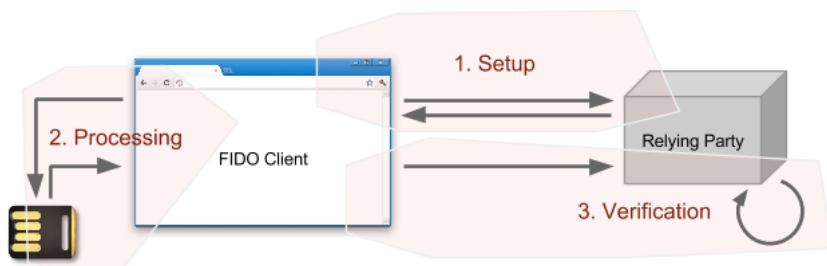 1. Setup
2. Processing
FIDO Client
Relying Party
3. Verification